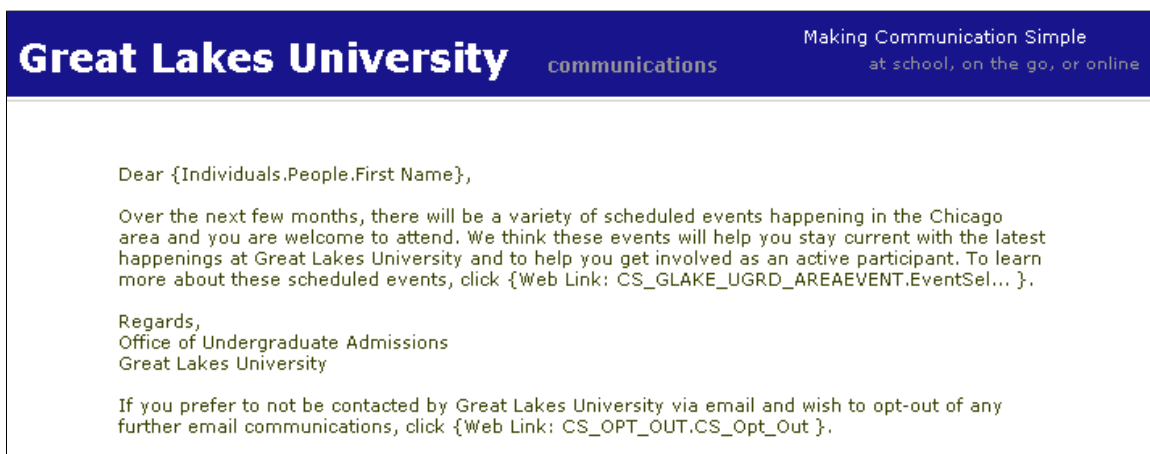 Great Lakes University communications
Making Communication Simple
at school, on the go, or online
Dear {Individuals.People.First Name},
Over the next few months, there will be a variety of scheduled events happening in the Chicago
area and you are welcome to attend. We think these events will help you stay current with the latest
happenings at Great Lakes University and to help you get involved as an active participant. To learn
more about these scheduled events, click {Web Link: CS_GLAKE_UGRD_AREAEVENT.EventSel... }.
Regards,
Office of Undergraduate Admissions
Great Lakes University
If you prefer to not be contacted by Great Lakes University via email and wish to opt-out of any
further email communications, click {Web Link: CS_OPT_OUT.CS_Opt_Out }.